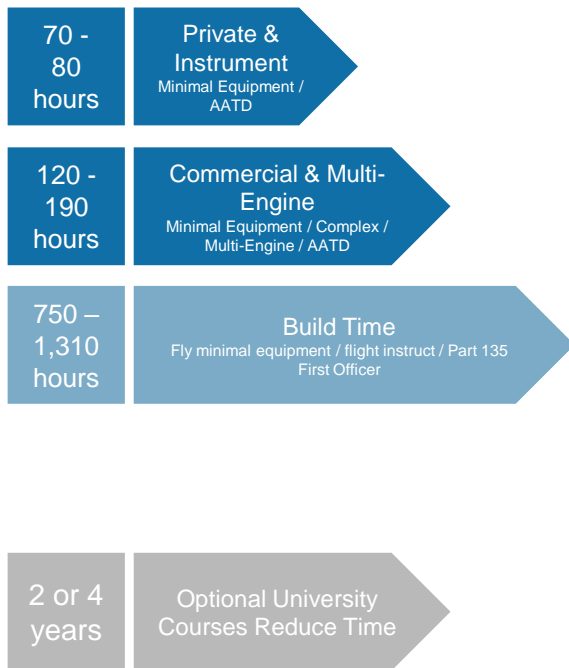 70 -
80
hours
Private &
Instrument
Minimal Equipment /
AATD
120 -
190
hours
Commercial & Multi-
Engine
Minimal Equipment / Complex /
Multi-Engine / AATD
750 –
1,310
hours
Build Time
Fly minimal equipment / flight instruct / Part 135
First Officer
2 or 4
years
Optional University
Courses Reduce Time